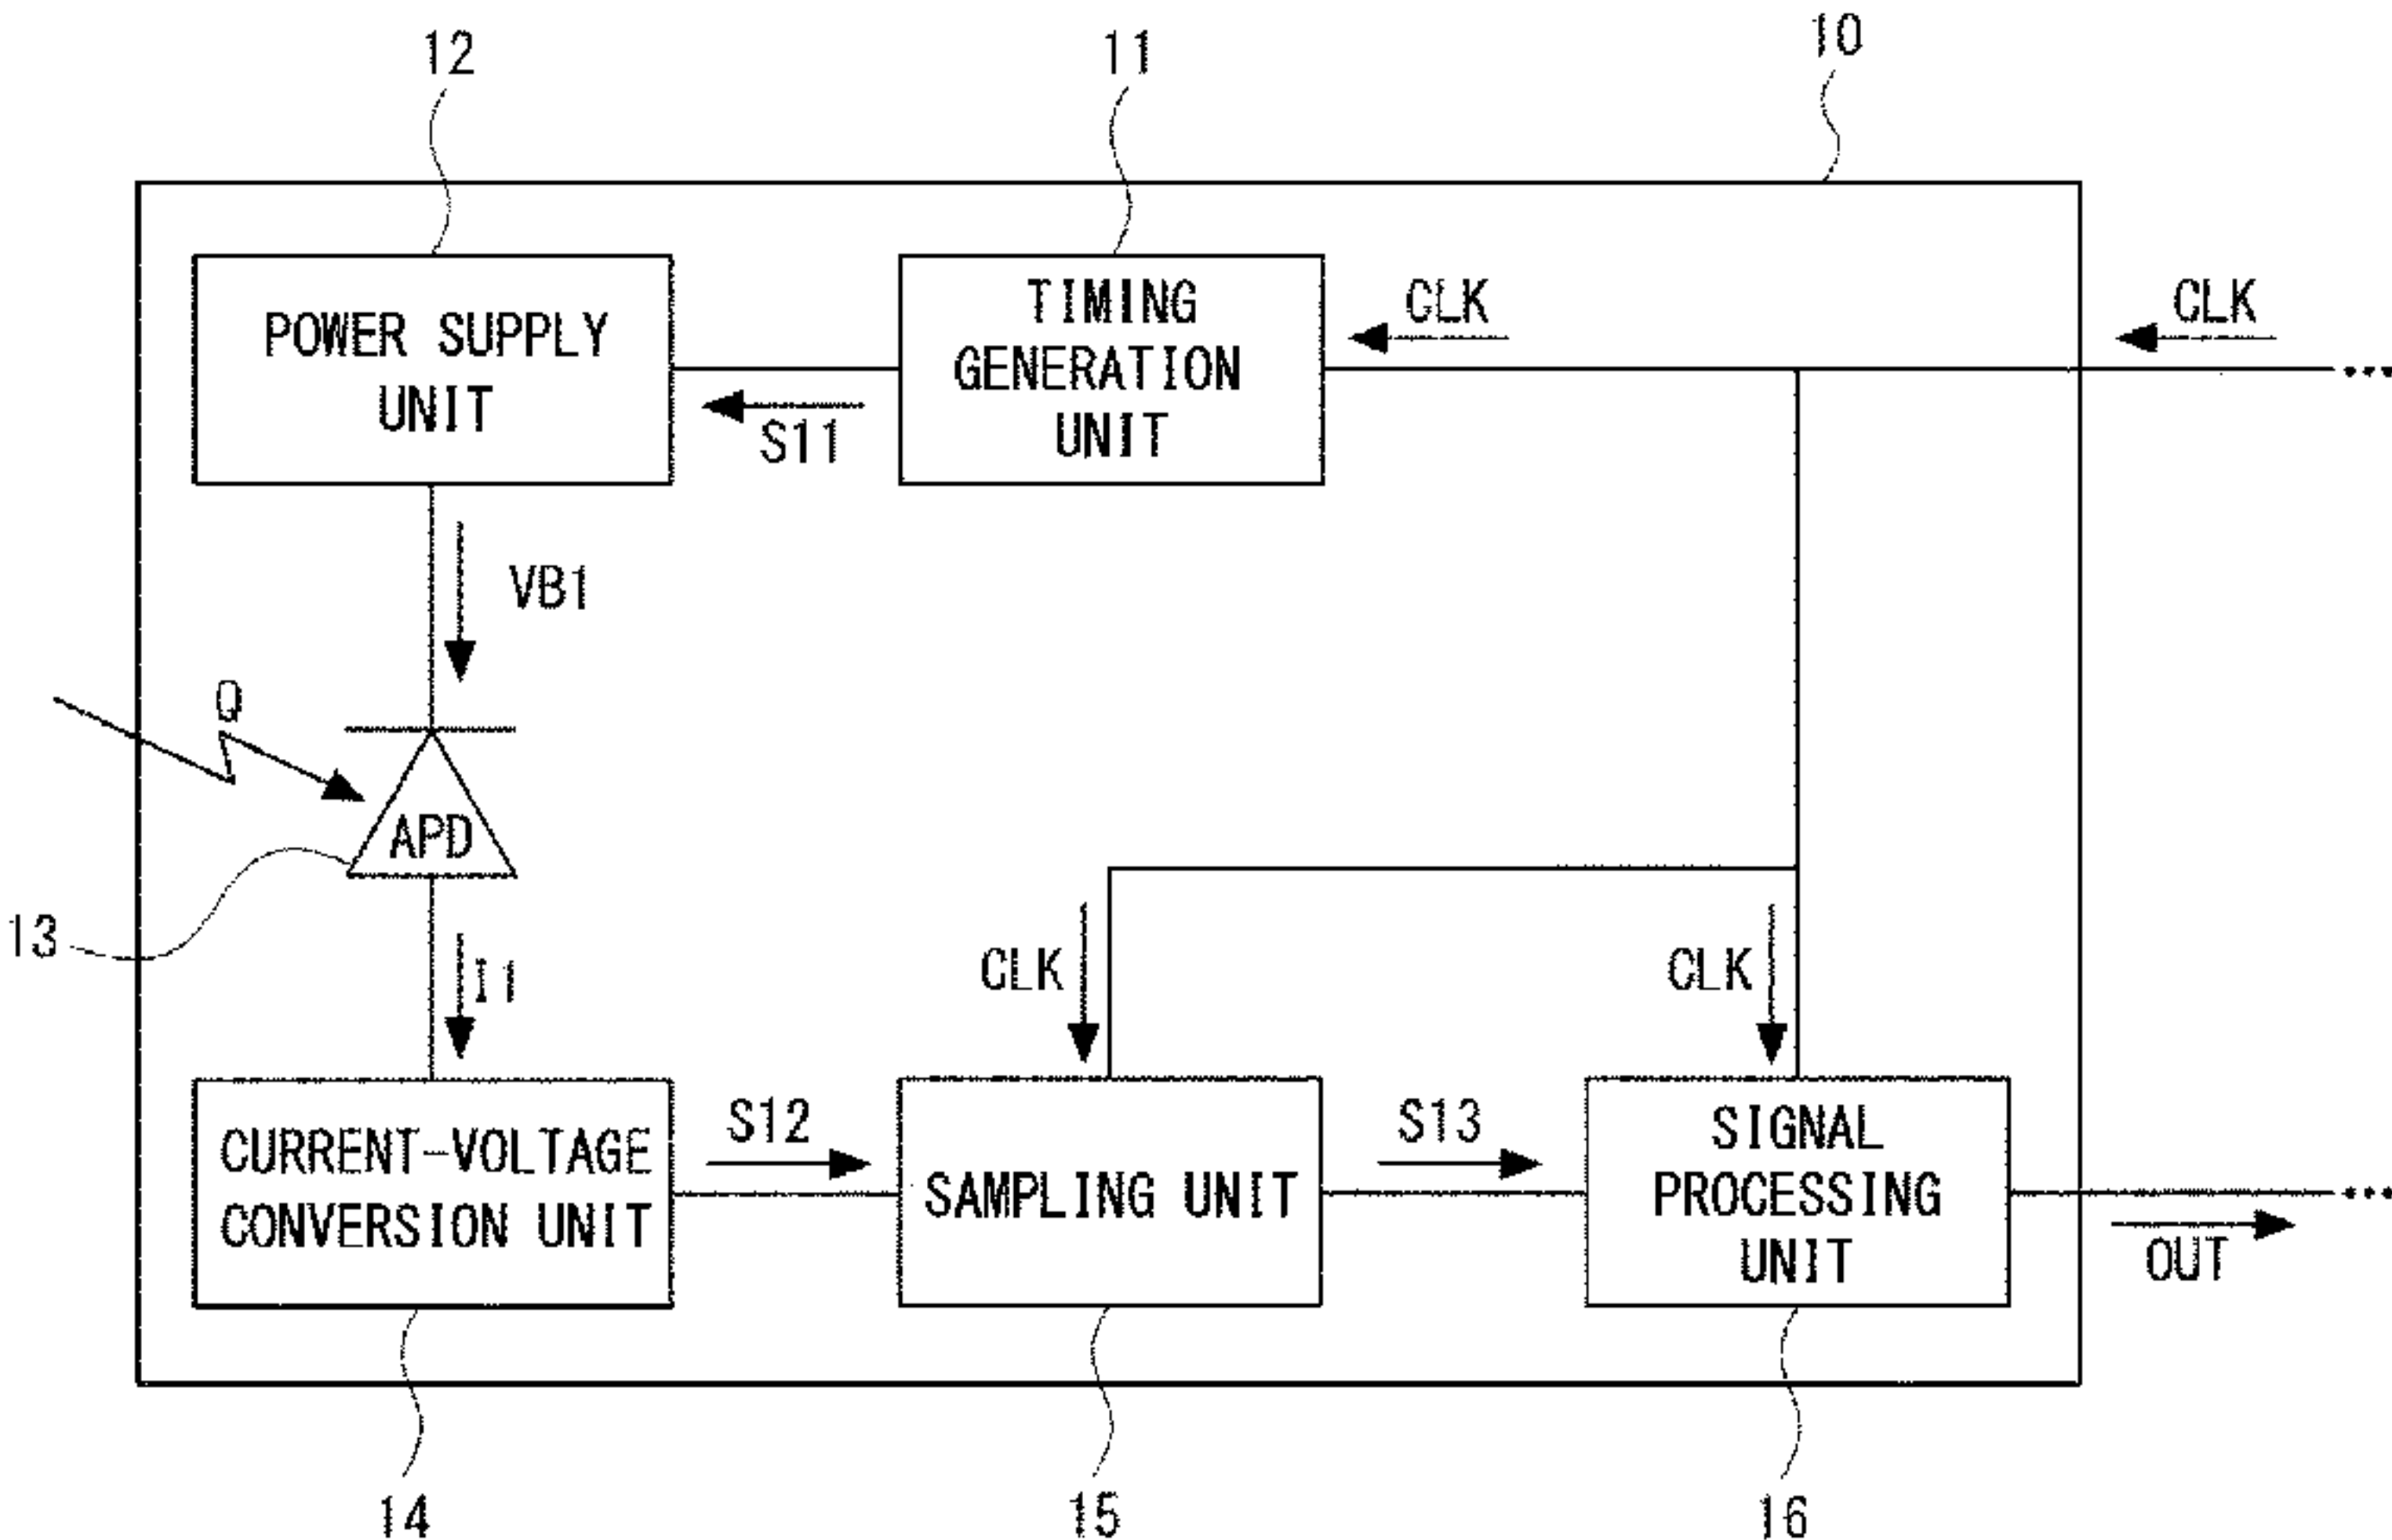 12
11
10
POWER SUPPLY
UNIT
TIMING
GENERATION
UNIT
CLK
CLK
S11
VB1
Q
APD
13
I1
CLK
CLK
CURRENT-VOLTAGE
CONVERSION UNIT
S12
SAMPLING UNIT
S13
SIGNAL
PROCESSING
UNIT
OUT
14
15
16